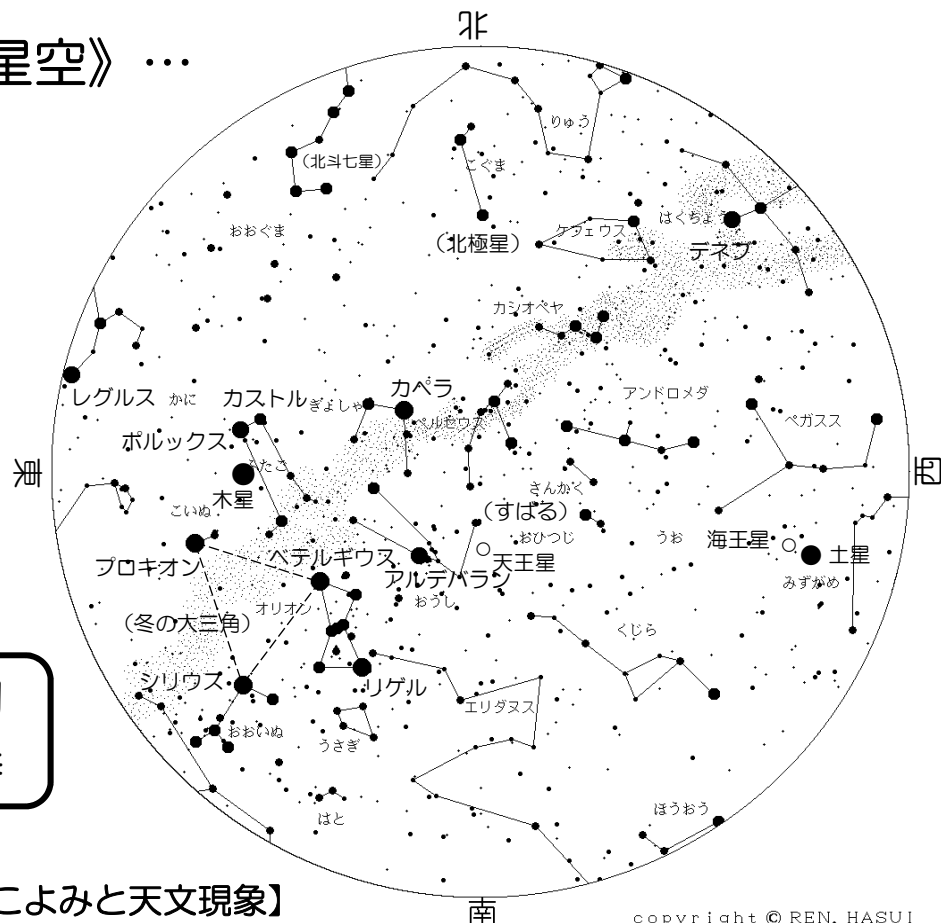 星空》…
北
りゅう
(北斗七星)
こぐま
はくちょう
おおぐま
ケフェウス
(北極星)
デネブ
カシオペヤ
カペラ
アンドロメダ
レグルス
かに
カストル
ぎょしゃ
ペルセウス
ペガスス
ポルックス
ふたご
東
西
木星
さんかく
こいぬ
(すばる)
おひつじ
うお
海王星
土星
プロキオン
ベテルギウス
天王星
アルデバラン
みずがめ
おうし
オリオン
(冬の大三角)
くじら
シリウス
リゲル
エリダヌス
おおいぬ
うさぎ
はと
ほうおう
こよみと天文現象】
南
copyright © REN. HASUI